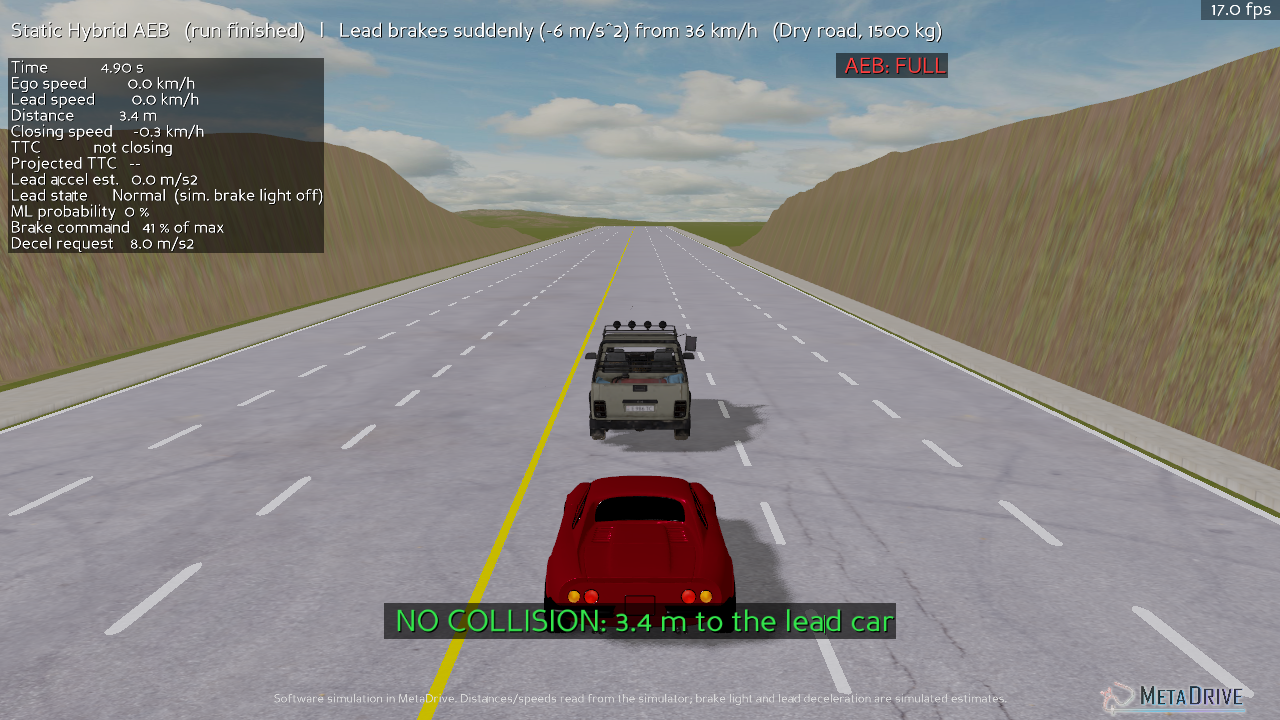 17.0 fps
Static Hybrid AEB (run finished) | Lead brakes suddenly (-6 m/s^2) from 36 km/h (Dry road, 1500 kg)
AEB: FULL
Time 4.90 s
Ego speed 0.0 km/h
Lead speed 0.0 km/h
Distance 3.4 m
Closing speed -0.3 km/h
TTC not closing
Projected TTC --
Lead accel est. 0.0 m/s2
Lead state Normal (sim. brake light off)
ML probability 0 %
Brake command 41 % of max
Decel request 8.0 m/s2
NO COLLISION: 3.4 m to the lead car
Software simulation in MetaDrive. Distances/speeds read from the simulator; brake light and lead deceleration are simulated estimates.
METADRIVE